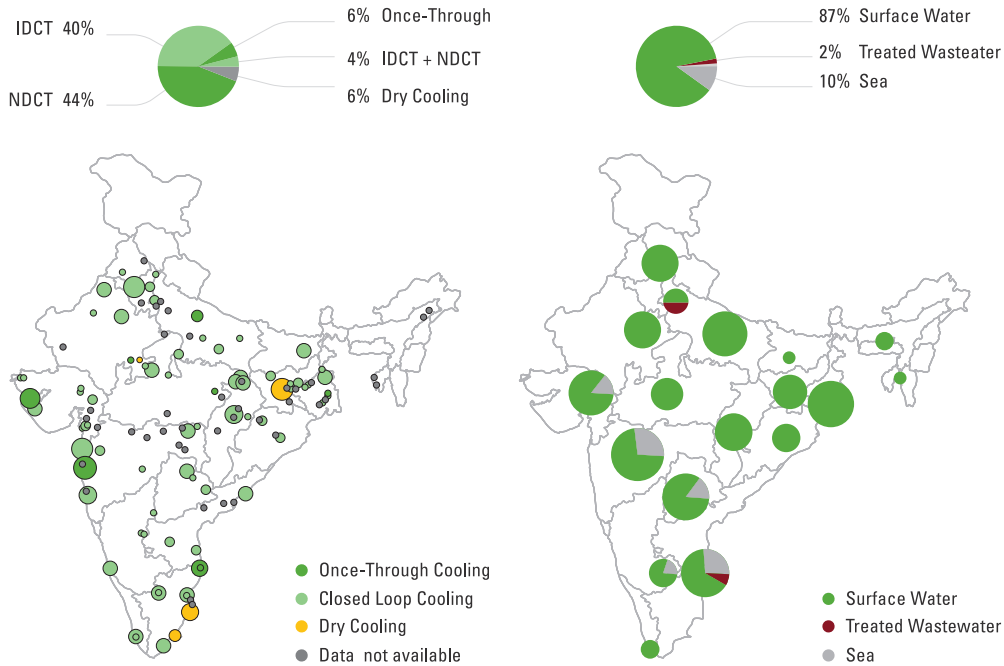 IDCT 40%
NDCT 44%
6% Once-Through
4% IDCT + NDCT
6% Dry Cooling
87% Surface Water
2% Treated Wasteater
10% Sea
Once-Through Cooling
Closed Loop Cooling
Dry Cooling
Data not available
Surface Water
Treated Wastewater
Sea